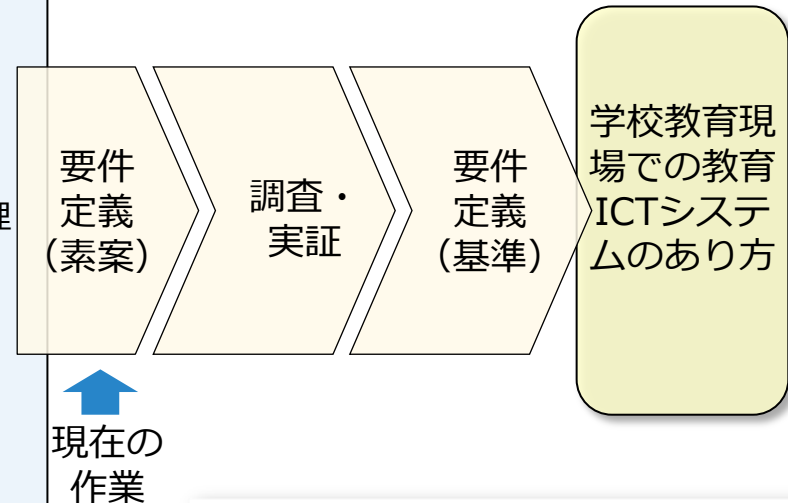 理
要件
定義
（素案）
調査・
実証
要件
定義
（基準）
学校教育現
場での教育
ICTシステ
ムのあり方
現在の
作業